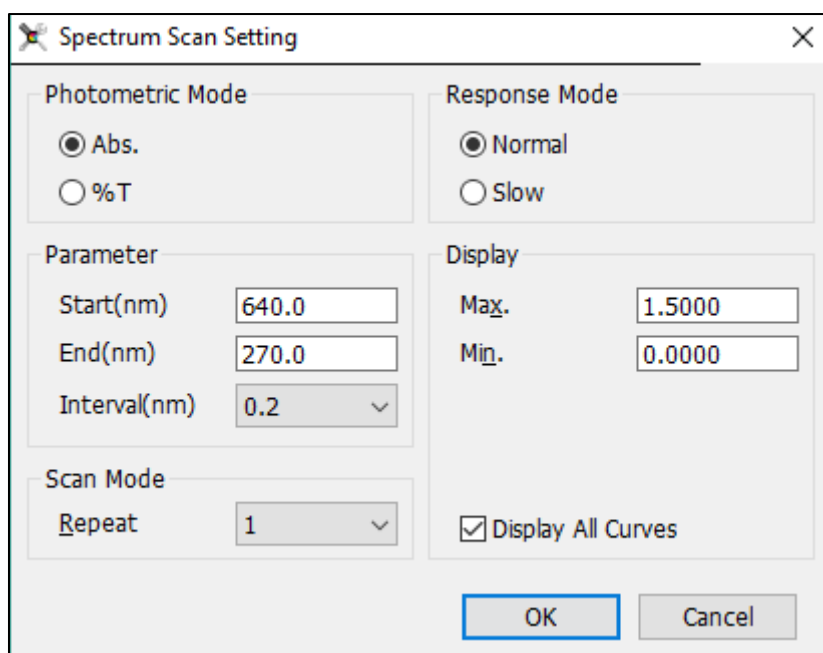 Spectrum Scan Setting
Photometric Mode
Abs.
%T
Response Mode
Normal
Slow
Parameter
Start(nm) 640.0
End(nm) 270.0
Interval(nm) 0.2
Display
Max. 1.5000
Min. 0.0000
Scan Mode
Repeat 1
Display All Curves
OK Cancel